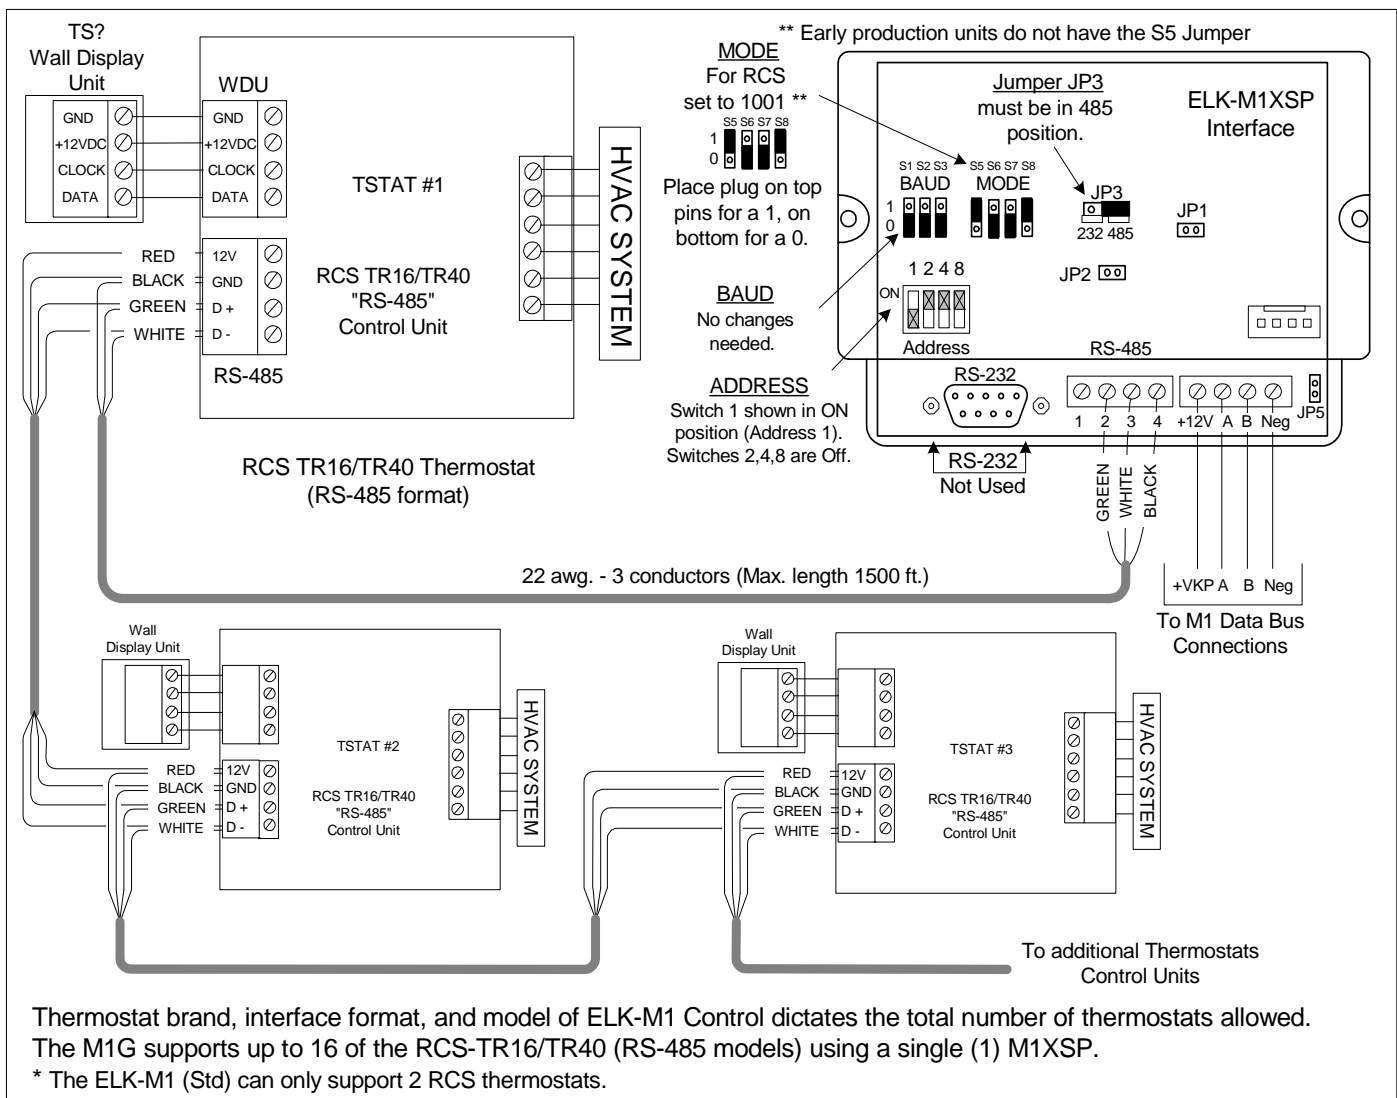 TS?
Wall Display
Unit
GND
+12VDC
CLOCK
DATA
WDU
GND
+12VDC
CLOCK
DATA
TSTAT #1
RCS TR16/TR40
"RS-485"
Control Unit
HVAC SYSTEM
RED
BLACK
GREEN
WHITE
12V
GND
D +
D -
RS-485
RCS TR16/TR40 Thermostat
(RS-485 format)
** Early production units do not have the S5 Jumper
MODE
For RCS
set to 1001 **
S5 S6 S7 S8
1
0
Place plug on top
pins for a 1, on
bottom for a 0.
BAUD
No changes
needed.
ADDRESS
Switch 1 shown in ON
position (Address 1).
Switches 2,4,8 are Off.
Jumper JP3
must be in 485
position.
ELK-M1XSP
Interface
S1 S2 S3
BAUD
S5 S6 S7 S8
MODE
1
0
JP3
232 485
JP1
JP2
1 2 4 8
ON
Address
RS-485
RS-232
1 2 3 4
+12V A B Neg
JP5
RS-232
Not Used
GREEN
WHITE
BLACK
+VKP A B Neg
To M1 Data Bus
Connections
22 awg. - 3 conductors (Max. length 1500 ft.)
Wall
Display Unit
TSTAT #2
RCS TR16/TR40
"RS-485"
Control Unit
HVAC SYSTEM
RED
BLACK
GREEN
WHITE
12V
GND
D +
D -
Wall
Display Unit
TSTAT #3
RCS TR16/TR40
"RS-485"
Control Unit
HVAC SYSTEM
RED
BLACK
GREEN
WHITE
12V
GND
D +
D -
To additional Thermostats
Control Units
Thermostat brand, interface format, and model of ELK-M1 Control dictates the total number of thermostats allowed.
The M1G supports up to 16 of the RCS-TR16/TR40 (RS-485 models) using a single (1) M1XSP.
* The ELK-M1 (Std) can only support 2 RCS thermostats.